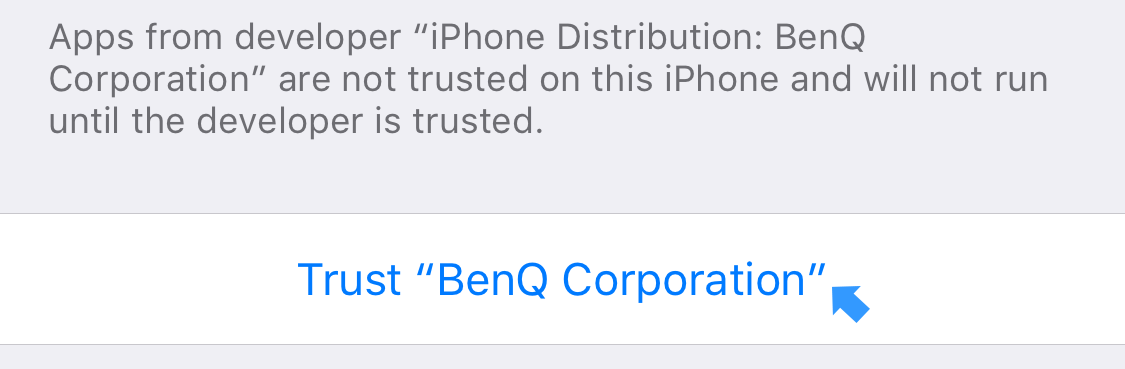 Apps from developer “iPhone Distribution: BenQ
Corporation” are not trusted on this iPhone and will not run
until the developer is trusted.
Trust “BenQ Corporation”